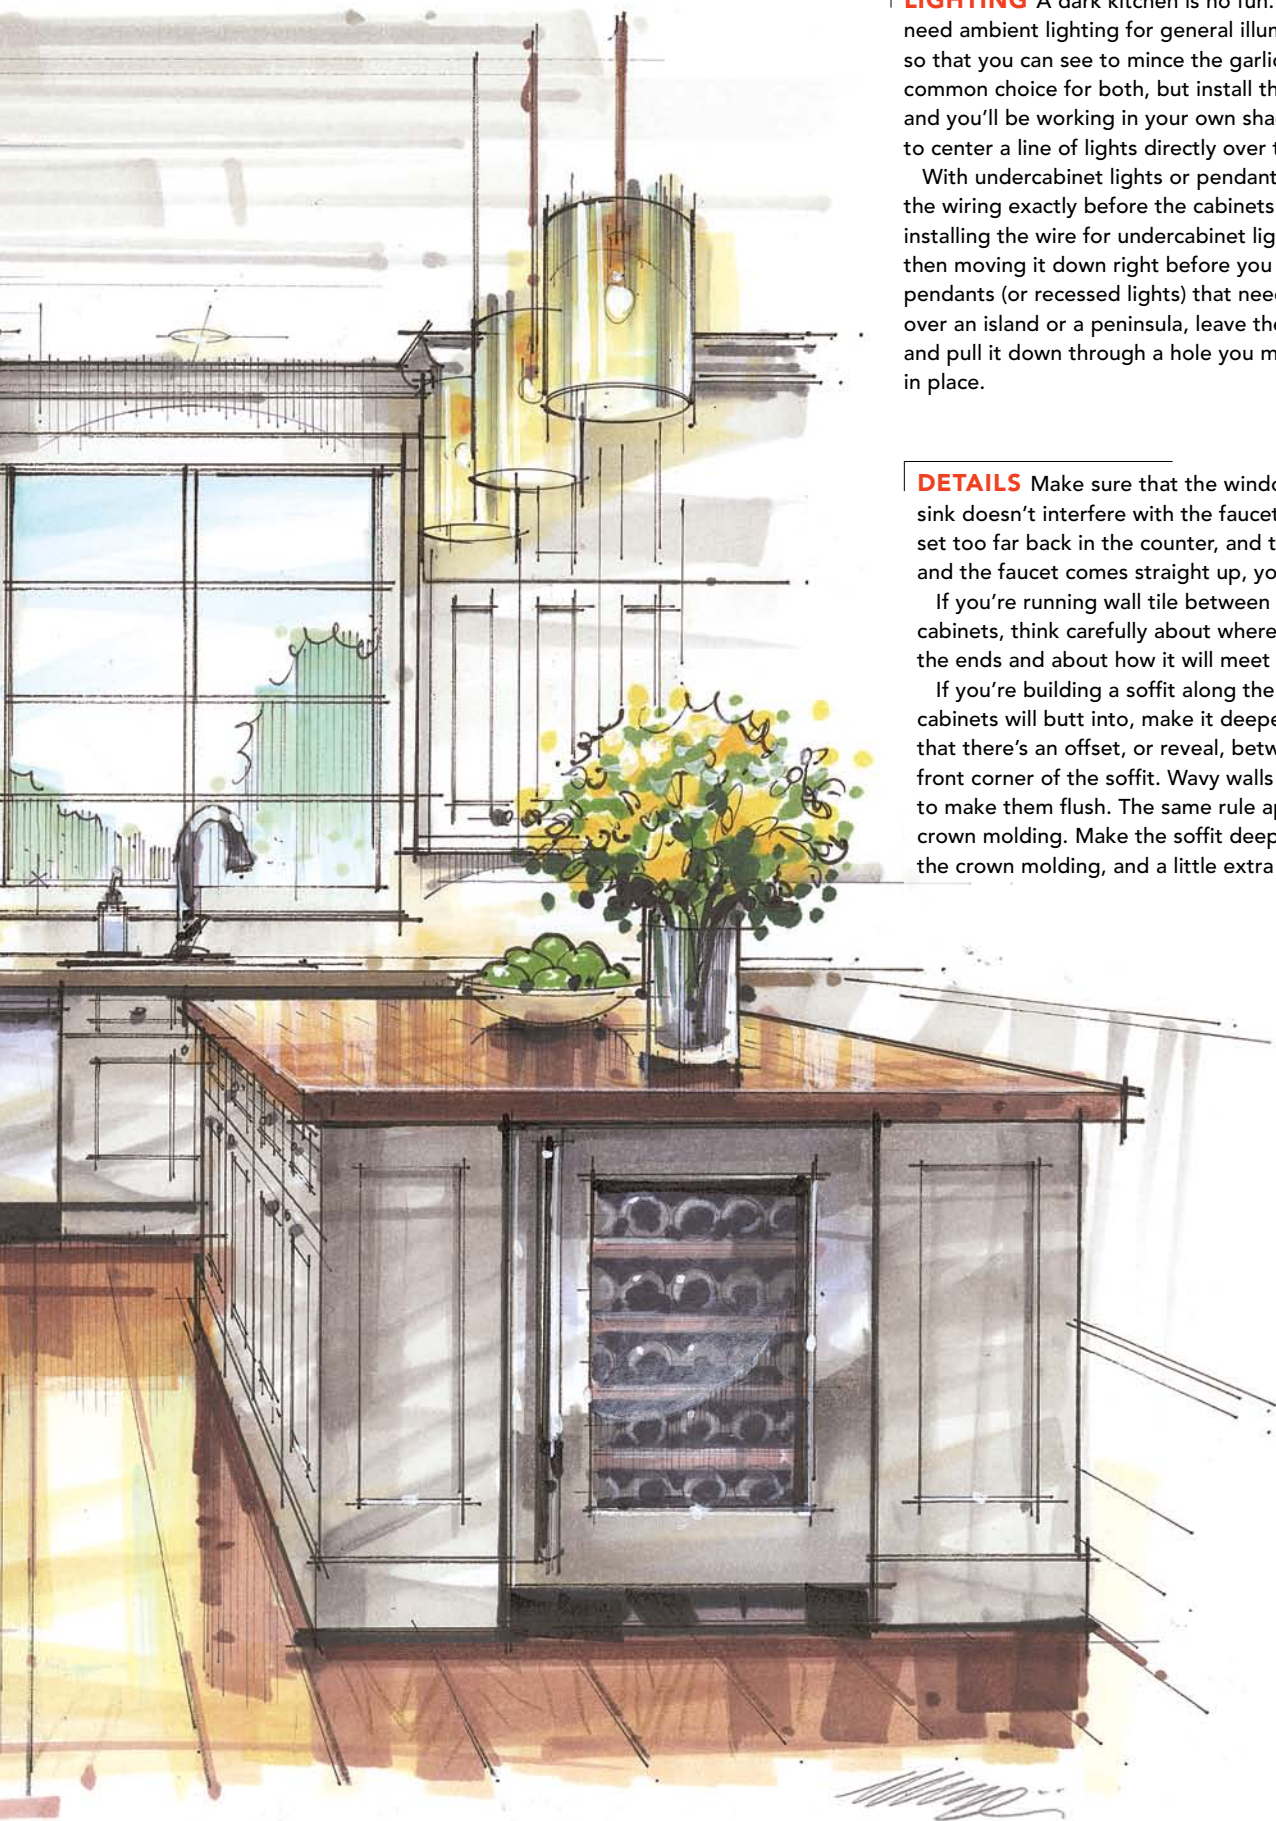 LIGHTING A dark kitchen is no fun.
need ambient lighting for general illu
so that you can see to mince the garlic
common choice for both, but install th
and you'll be working in your own sha
to center a line of lights directly over t
With undercabinet lights or pendant
the wiring exactly before the cabinets
installing the wire for undercabinet lig
then moving it down right before you
pendants (or recessed lights) that need
over an island or a peninsula, leave the
and pull it down through a hole you m
in place.
DETAILS Make sure that the windo
sink doesn't interfere with the faucet
set too far back in the counter, and t
and the faucet comes straight up, yo
If you're running wall tile between
cabinets, think carefully about where
the ends and about how it will meet
If you're building a soffit along the
cabinets will butt into, make it deepe
that there's an offset, or reveal, betw
front corner of the soffit. Wavy walls
to make them flush. The same rule ap
crown molding. Make the soffit deep
the crown molding, and a little extra